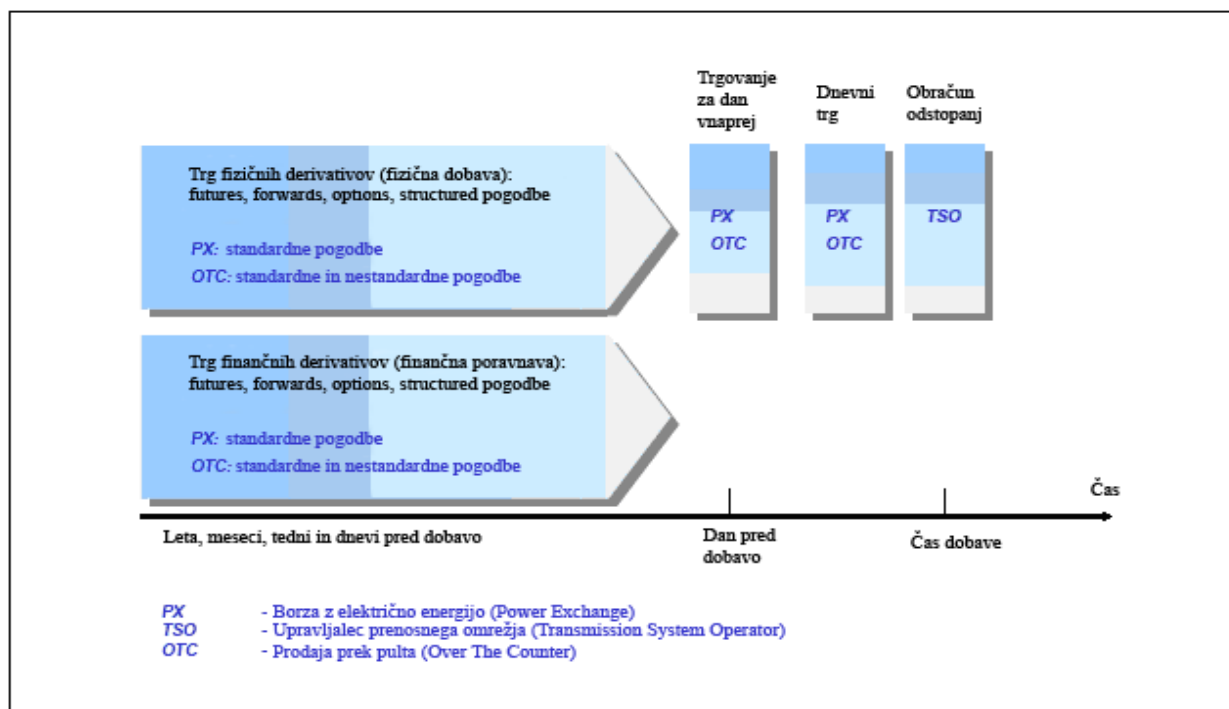 Trgovanje
za dan
vnaprej
Dnevni
trg
Obračun
odstopanj
Trg fizičnih derivativov (fizična dobava):
futures, forwards, options, structured pogodbe
PX: standardne pogodbe
OTC: standardne in nestandardne pogodbe
PX
OTC
PX
OTC
TSO
Trg finančnih derivativov (finančna poravnava):
futures, forwards, options, structured pogodbe
PX: standardne pogodbe
OTC: standardne in nestandardne pogodbe
Čas
Leta, meseci, tedni in dnevi pred dobavo
Dan pred
dobavo
Čas dobave
PX - Borza z električno energijo (Power Exchange)
TSO - Upravljalec prenosnega omrežja (Transmission System Operator)
OTC - Prodaja prek pulta (Over The Counter)